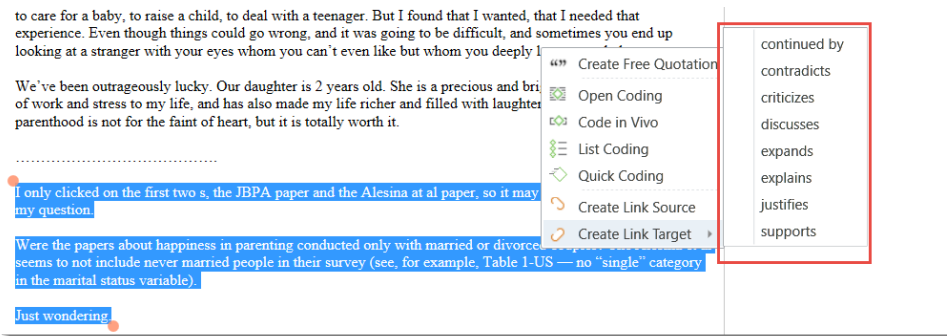 to care for a baby, to raise a child, to deal with a teenager. But I found that I wanted, that I needed that
experience. Even though things could go wrong, and it was going to be difficult, and sometimes you end up
looking at a stranger with your eyes whom you can’t even like but whom you deeply
We’ve been outrageously lucky. Our daughter is 2 years old. She is a precious and
of work and stress to my life, and has also made my life richer and filled with laughter
parenthood is not for the faint of heart, but it is totally worth it.
…………………………………
I only clicked on the first two s, the JBPA paper and the Alesina at al paper, so it may
my question.
Were the papers about happiness in parenting conducted only with married or divorced
seems to not include never married people in their survey (see, for example, Table 1-US — no “single” category
in the marital status variable).
Just wondering.
Create Free Quotation
Open Coding
Code in Vivo
List Coding
Quick Coding
Create Link Source
Create Link Target
continued by
contradicts
criticizes
discusses
expands
explains
justifies
supports